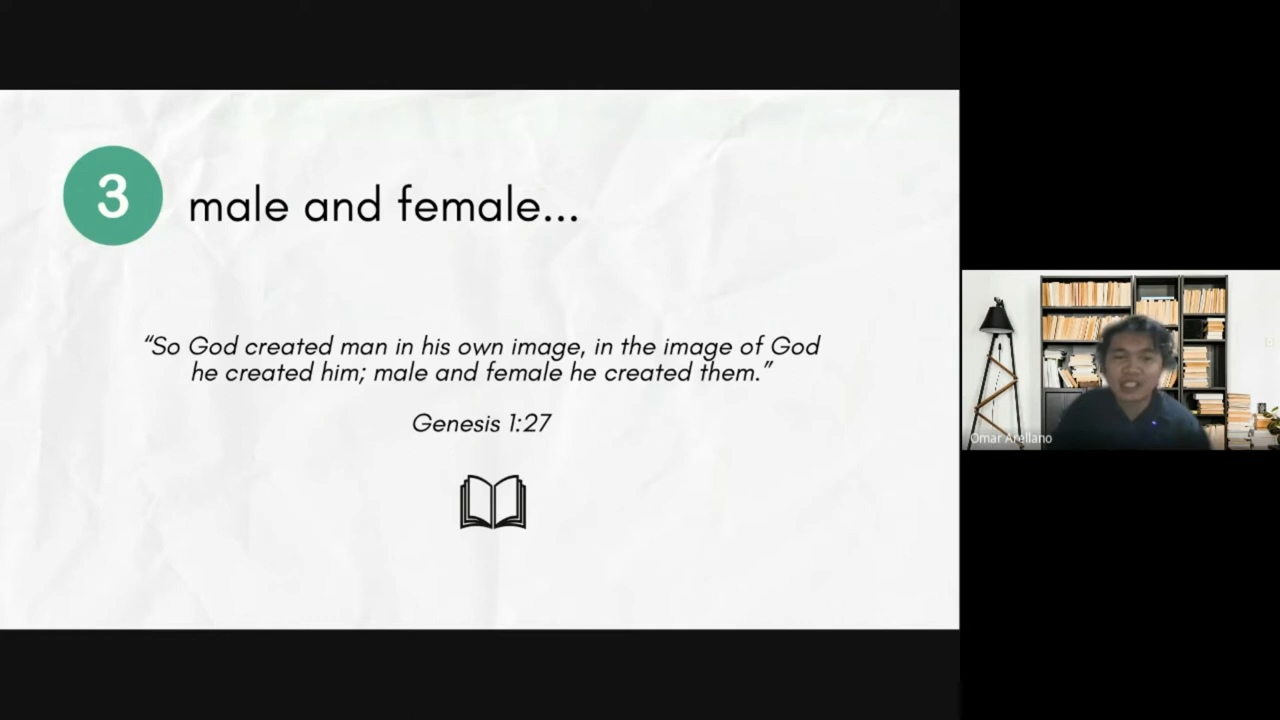 3
male and female...
“So God created man in his own image, in the image of God
he created him; male and female he created them.”
Genesis 1:27
Omar Arellano